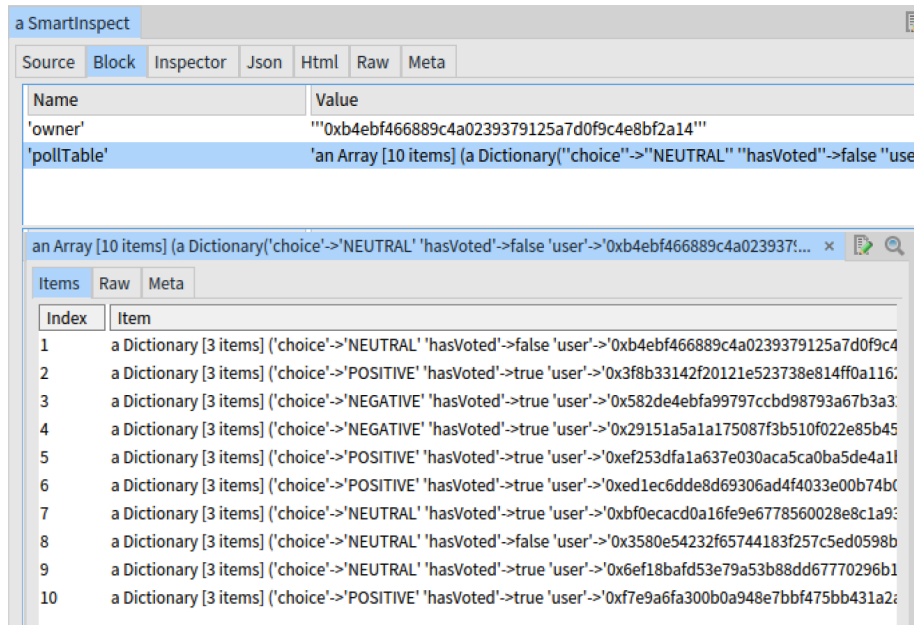 a SmartInspect
Source Block Inspector Json Html Raw Meta
Name Value
'owner' '''0xb4ebf466889c4a0239379125a7d0f9c4e8bf2a14'''
'pollTable' 'an Array [10 items] (a Dictionary(''choice''->''NEUTRAL'' ''hasVoted''->false ''use
an Array [10 items] (a Dictionary('choice'->'NEUTRAL' 'hasVoted'->false 'user'->'0xb4ebf466889c4a0239379... ×
Items Raw Meta
Index Item
1 a Dictionary [3 items] ('choice'->'NEUTRAL' 'hasVoted'->false 'user'->'0xb4ebf466889c4a0239379125a7d0f9c4
2 a Dictionary [3 items] ('choice'->'POSITIVE' 'hasVoted'->true 'user'->'0x3f8b33142f20121e523738e814ff0a1162
3 a Dictionary [3 items] ('choice'->'NEGATIVE' 'hasVoted'->true 'user'->'0x582de4ebfa99797ccbd98793a67b3a3
4 a Dictionary [3 items] ('choice'->'NEGATIVE' 'hasVoted'->true 'user'->'0x29151a5a1a175087f3b510f022e85b45
5 a Dictionary [3 items] ('choice'->'POSITIVE' 'hasVoted'->true 'user'->'0xef253dfa1a637e030aca5ca0ba5de4a1
6 a Dictionary [3 items] ('choice'->'POSITIVE' 'hasVoted'->true 'user'->'0xed1ec6dde8d69306ad4f4033e00b74b0
7 a Dictionary [3 items] ('choice'->'NEUTRAL' 'hasVoted'->true 'user'->'0xbf0ecacd0a16fe9e6778560028e8c1a93
8 a Dictionary [3 items] ('choice'->'NEUTRAL' 'hasVoted'->false 'user'->'0x3580e54232f65744183f257c5ed0598b
9 a Dictionary [3 items] ('choice'->'NEUTRAL' 'hasVoted'->true 'user'->'0x6ef18bafd53e79a53b88dd67770296b1
10 a Dictionary [3 items] ('choice'->'POSITIVE' 'hasVoted'->true 'user'->'0xf7e9a6fa300b0a948e7bbf475bb431a2